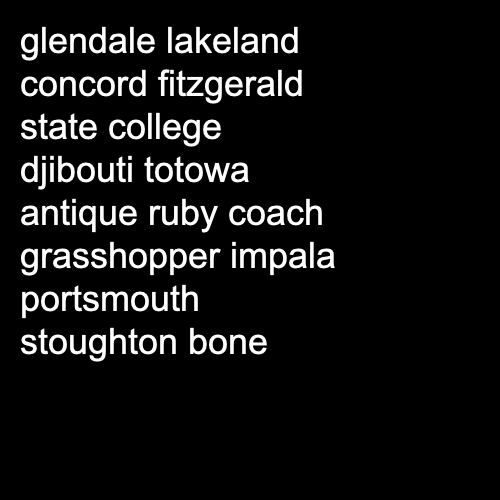 glendale lakeland
concord fitzgerald
state college
djibouti totowa
antique ruby coach
grasshopper impala
portsmouth
stoughton bone